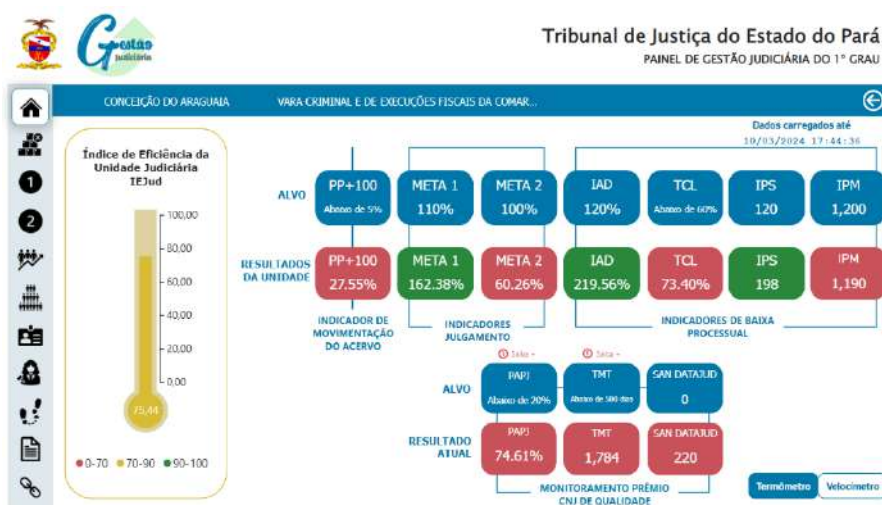 Gestão
Judiciária
Tribunal de Justiça do Estado do Pará
PAINEL DE GESTÃO JUDICIÁRIA DO 1º GRAU
CONCEIÇÃO DO ARAGUAIA
VARA CRIMINAL E DE EXECUÇÕES FISCAIS DA COMAR...
Dados carregados até
10/03/2024 17:44:36
Índice de Eficiência da
Unidade Judiciária
IEJud
100,00
80,00
60,00
40,00
20,00
0,00
75,44
0-70
70-90
90-100
1
2
ALVO
PP+100
Abaixo de 5%
META 1
110%
META 2
100%
IAD
120%
TCL
Abaixo de 60%
IPS
120
IPM
1,200
RESULTADOS
DA UNIDADE
PP+100
27.55%
META 1
162.38%
META 2
60.26%
IAD
219.56%
TCL
73.40%
IPS
198
IPM
1,190
INDICADOR DE
MOVIMENTAÇÃO
DO ACERVO
INDICADORES
JULGAMENTO
INDICADORES DE BAIXA
PROCESSUAL
ALVO
PAPJ
Abaixo de 20%
TMT
Abaixo de 500 dias
SAN DATAJUD
0
RESULTADO
ATUAL
PAPJ
74.61%
TMT
1,784
SAN DATAJUD
220
MONITORAMENTO PRÊMIO
CNJ DE QUALIDADE
Termômetro
Velocímetro